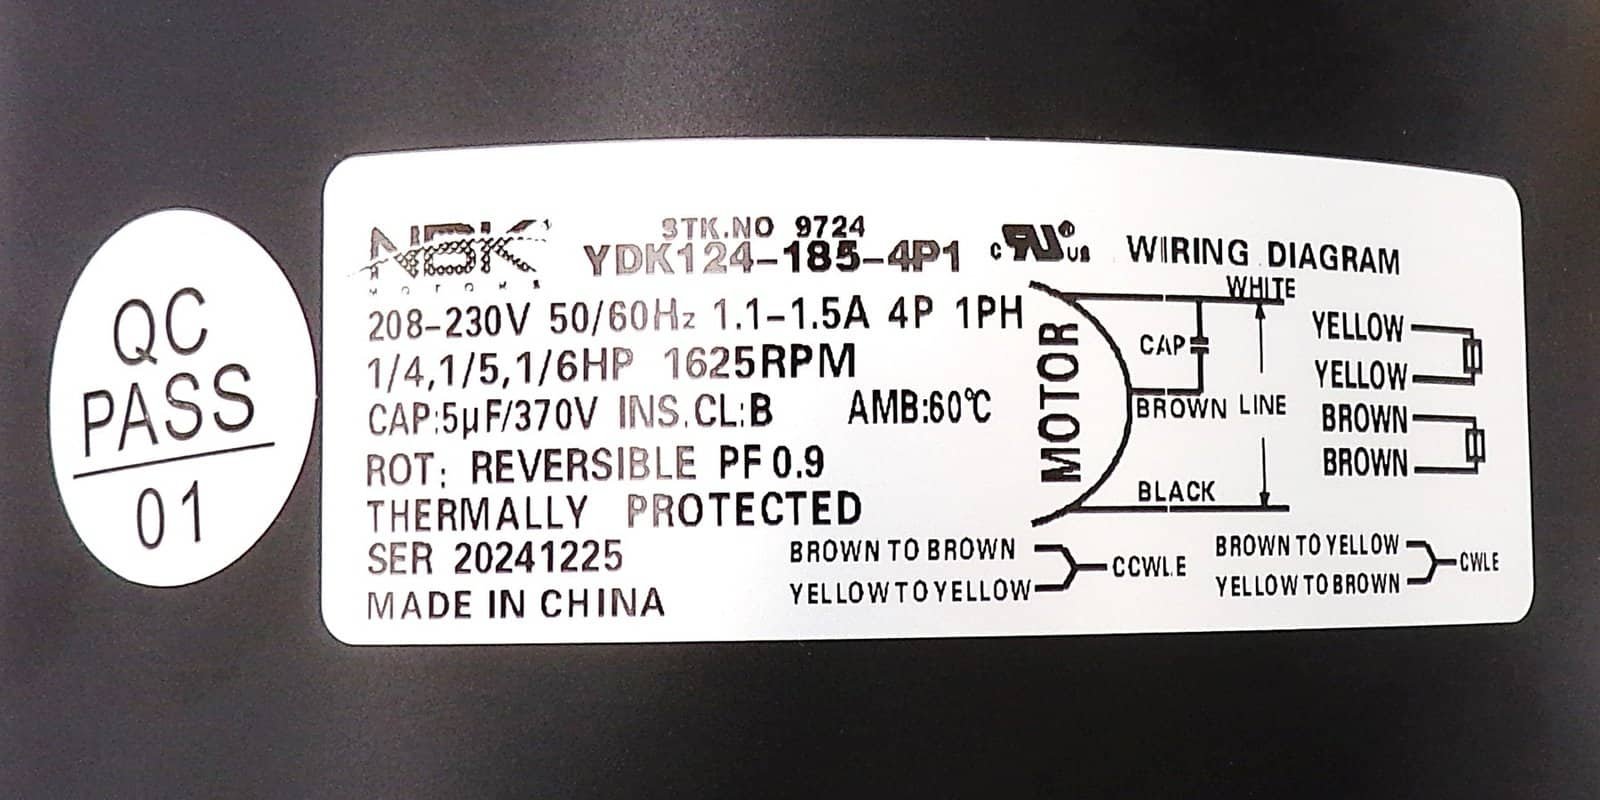 QC
PASS
01
NBK
MOTORS
STK.NO 9724
YDK124-185-4P1
c RU ® US
208-230V 50/60Hz 1.1-1.5A 4P 1PH
1/4,1/5,1/6HP 1625RPM
CAP:5µF/370V INS.CL:B AMB:60℃
ROT: REVERSIBLE PF 0.9
THERMALLY PROTECTED
SER 20241225
MADE IN CHINA
WIRING DIAGRAM
MOTOR
WHITE
CAP
BROWN LINE
BLACK
YELLOW
YELLOW
BROWN
BROWN
BROWN TO BROWN
YELLOW TO YELLOW
CCWLE
BROWN TO YELLOW
YELLOW TO BROWN
CWLE